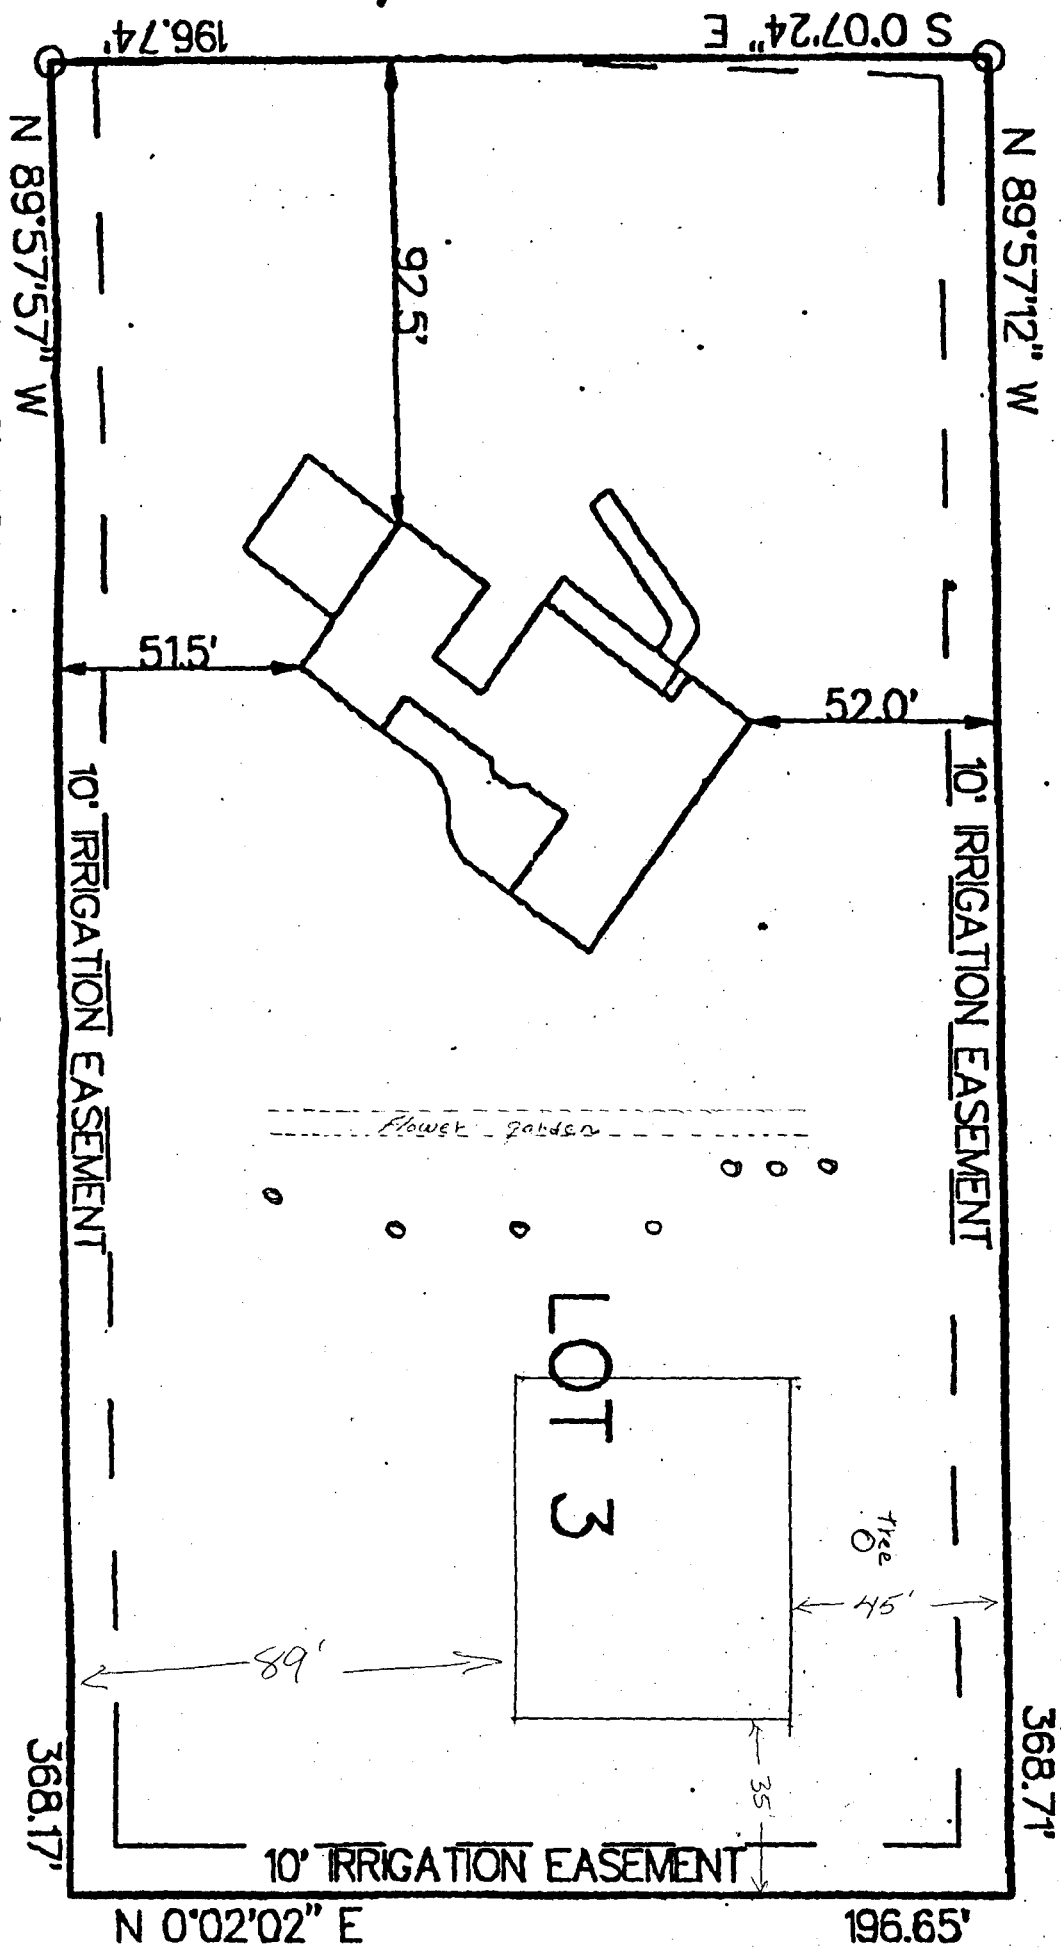 S 0°07'24" E
196.74'
N 89°57'57" W
N 89°57'12" W
92.5'
51.5'
52.0'
10' IRRIGATION EASEMENT
10' IRRIGATION EASEMENT
Flower garden
LOT 3
tree
45'
89'
35'
368.17'
368.71'
10' IRRIGATION EASEMENT
N 0°02'02" E
196.65'